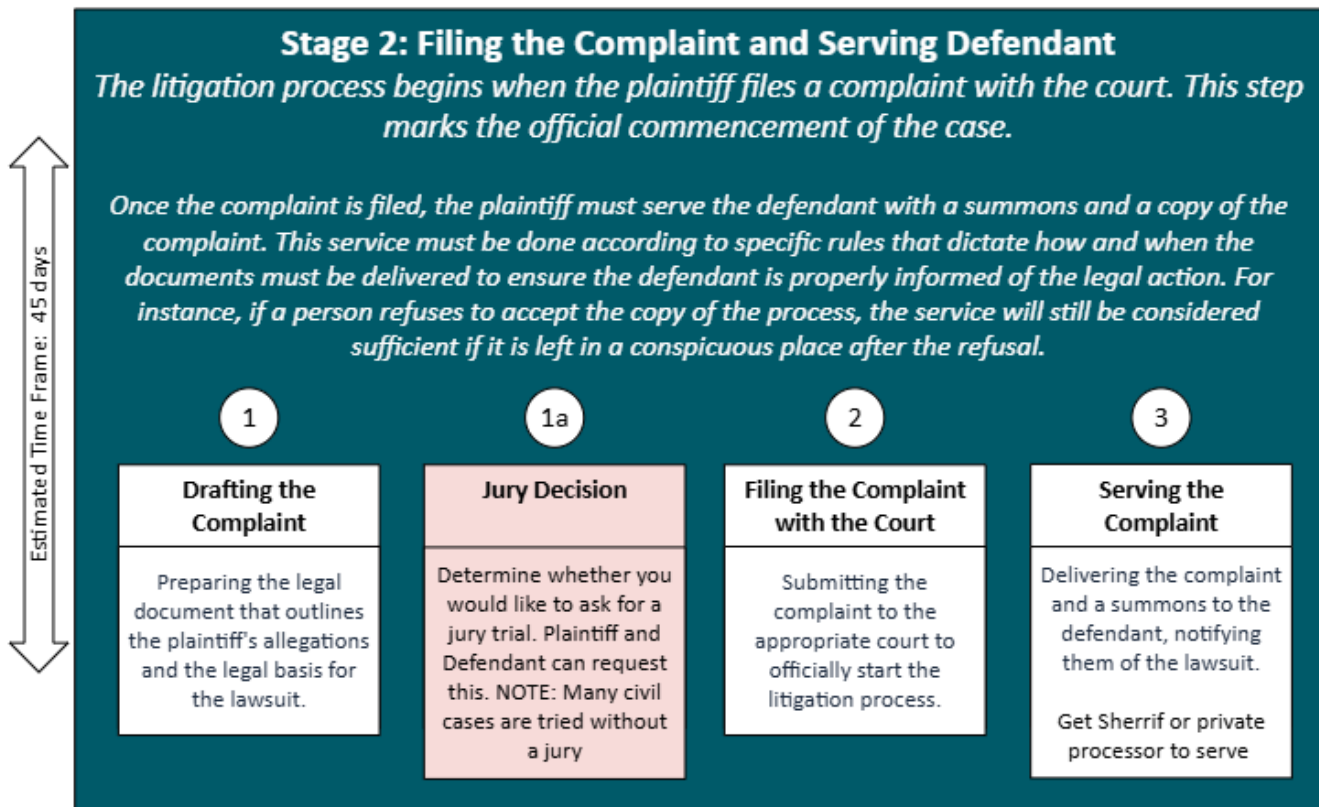 Stage 2: Filing the Complaint and Serving Defendant
The litigation process begins when the plaintiff files a complaint with the court. This step
marks the official commencement of the case.
Estimated Time Frame: 45 days
Once the complaint is filed, the plaintiff must serve the defendant with a summons and a copy of the
complaint. This service must be done according to specific rules that dictate how and when the
documents must be delivered to ensure the defendant is properly informed of the legal action. For
instance, if a person refuses to accept the copy of the process, the service will still be considered
sufficient if it is left in a conspicuous place after the refusal.
1
Drafting the
Complaint
Preparing the legal
document that outlines
the plaintiff's allegations
and the legal basis for
the lawsuit.
1a
Jury Decision
Determine whether you
would like to ask for a
jury trial. Plaintiff and
Defendant can request
this. NOTE: Many civil
cases are tried without
a jury
2
Filing the Complaint
with the Court
Submitting the
complaint to the
appropriate court to
officially start the
litigation process.
3
Serving the
Complaint
Delivering the complaint
and a summons to the
defendant, notifying
them of the lawsuit.
Get Sherrif or private
processor to serve